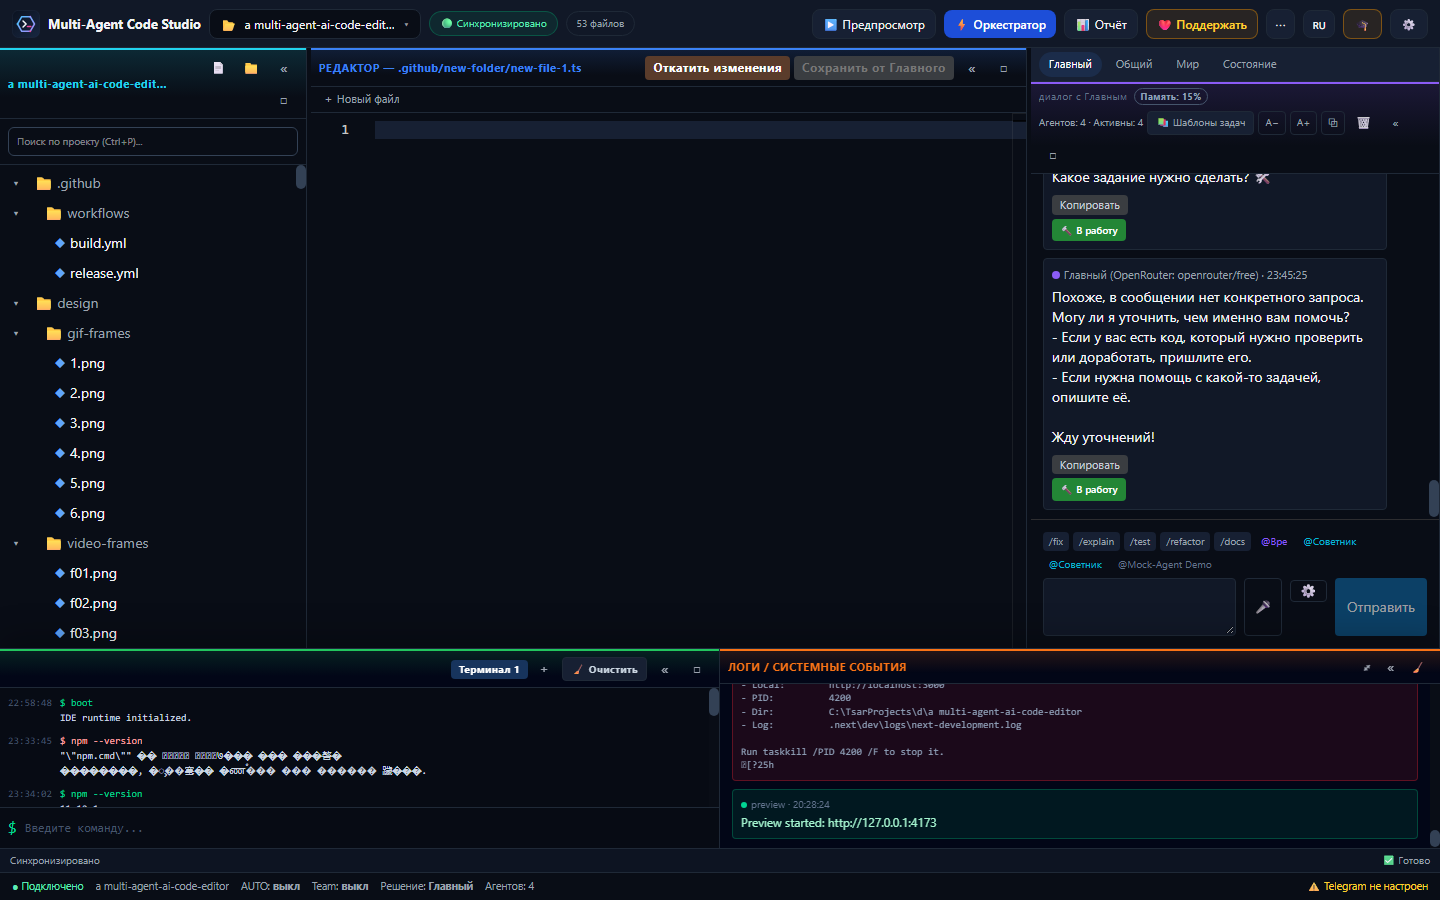 Multi-Agent Code Studio
a multi-agent-ai-code-edit...
Синхронизировано
53 файлов
Предпросмотр
Оркестратор
Отчёт
Поддержать
RU
a multi-agent-ai-code-edit...
Поиск по проекту (Ctrl+P)...
.github
workflows
build.yml
release.yml
design
gif-frames
1.png
2.png
3.png
4.png
5.png
6.png
video-frames
f01.png
f02.png
f03.png
РЕДАКТОР — .github/new-folder/new-file-1.ts
Откатить изменения
Сохранить от Главного
+ Новый файл
1
Главный
Общий
Мир
Состояние
диалог с Главным
Память: 15%
Агентов: 4 · Активны: 4
Шаблоны задач
A−
A+
Какое задание нужно сделать?
Копировать
В работу
Главный (OpenRouter: openrouter/free) · 23:45:25
Похоже, в сообщении нет конкретного запроса.
Могу ли я уточнить, чем именно вам помочь?
- Если у вас есть код, который нужно проверить
или доработать, пришлите его.
- Если нужна помощь с какой-то задачей,
опишите её.
Жду уточнений!
Копировать
В работу
/fix
/explain
/test
/refactor
/docs
@Вре
@Советник
@Советник
@Mock-Agent Demo
Отправить
Терминал 1
+
Очистить
22:58:48 $ boot
IDE runtime initialized.
23:33:45 $ npm --version
"\"npm.cmd\""
23:34:02 $ npm --version
$ Введите команду...
ЛОГИ / СИСТЕМНЫЕ СОБЫТИЯ
- Local: http://localhost:3000
- PID: 4200
- Dir: C:\TsarProjects\d\a multi-agent-ai-code-editor
- Log: .next\dev\logs\next-development.log
Run taskkill /PID 4200 /F to stop it.
[?25h
preview · 20:28:24
Preview started: http://127.0.0.1:4173
Синхронизировано
Готово
Подключено
a multi-agent-ai-code-editor
AUTO: выкл
Team: выкл
Решение: Главный
Агентов: 4
Telegram не настроен